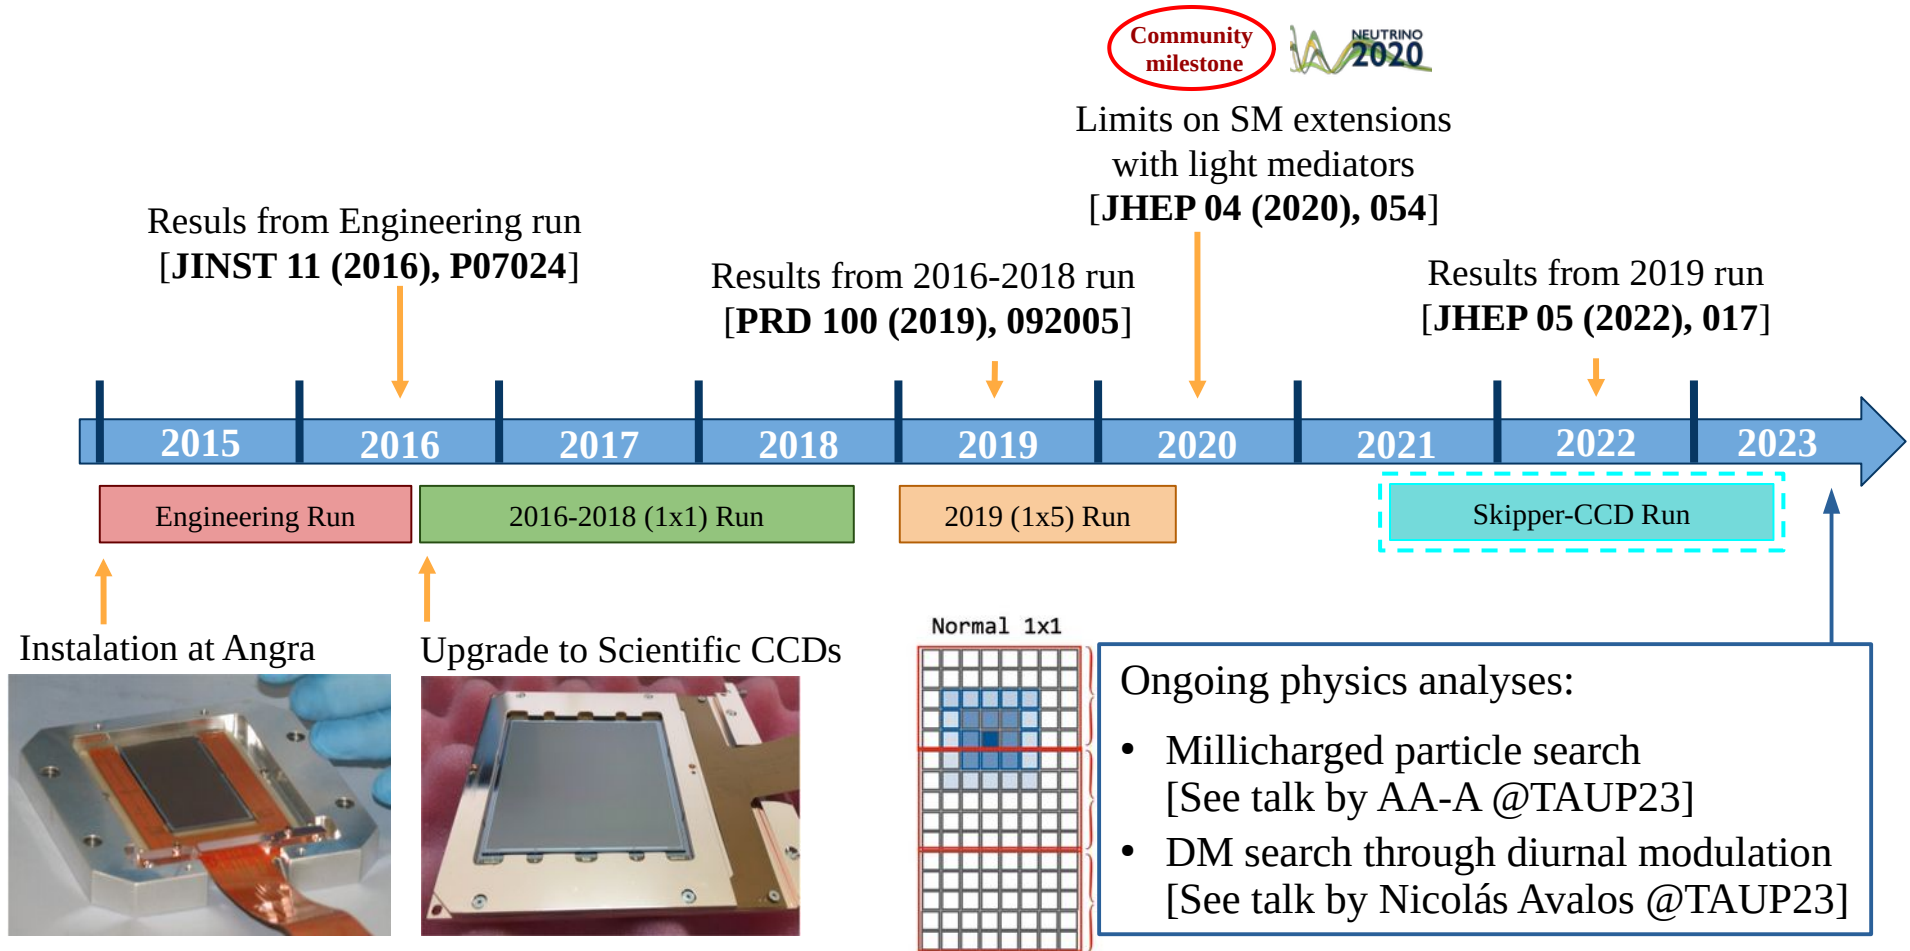 Community
milestone
NEUTRINO
2020
Limits on SM extensions
with light mediators
[JHEP 04 (2020), 054]
Resuls from Engineering run
[JINST 11 (2016), P07024]
Results from 2016-2018 run
[PRD 100 (2019), 092005]
Results from 2019 run
[JHEP 05 (2022), 017]
2015 2016 2017 2018 2019 2020 2021 2022 2023
Engineering Run
2016-2018 (1x1) Run
2019 (1x5) Run
Skipper-CCD Run
Instalation at Angra
Upgrade to Scientific CCDs
Normal 1x1
Ongoing physics analyses:
• Millicharged particle search
[See talk by AA-A @TAUP23]
• DM search through diurnal modulation
[See talk by Nicolás Avalos @TAUP23]